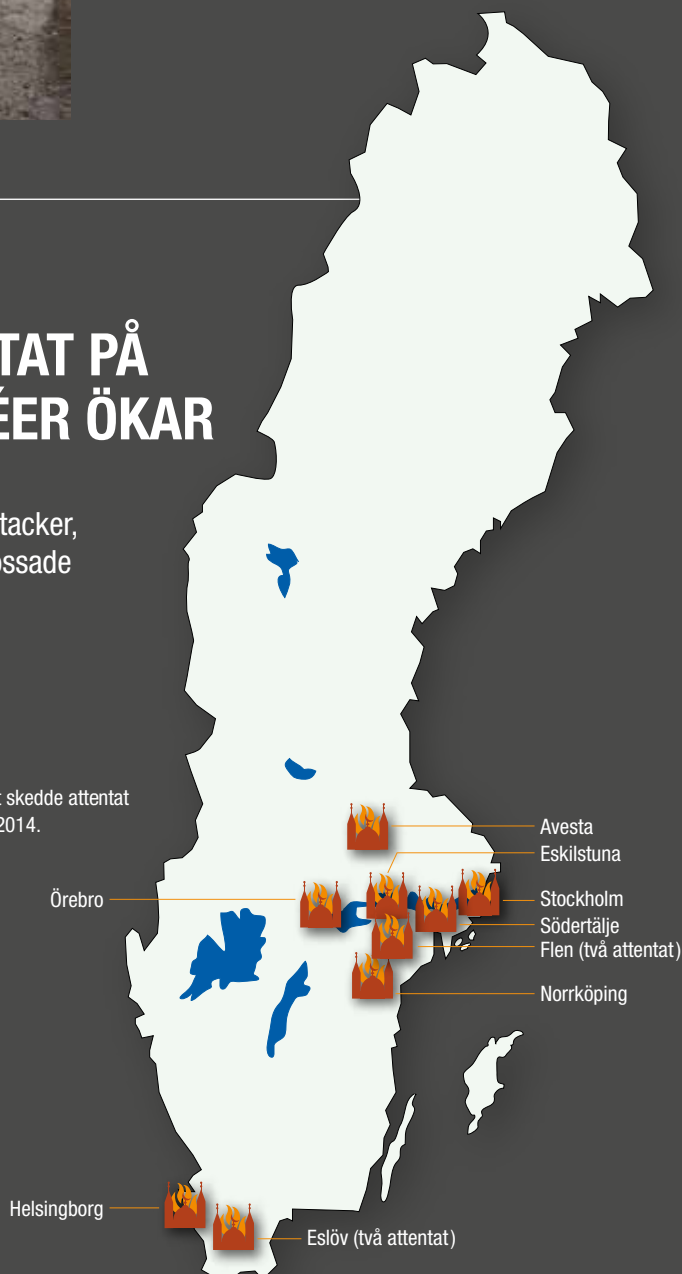 TAT PÅ
ÉER ÖKAR
tacker,
ossade
t skedde attentat
2014.
Avesta
Eskilstuna
Örebro
Stockholm
Södertälje
Flen (två attentat)
Norrköping
Helsingborg
Eslöv (två attentat)